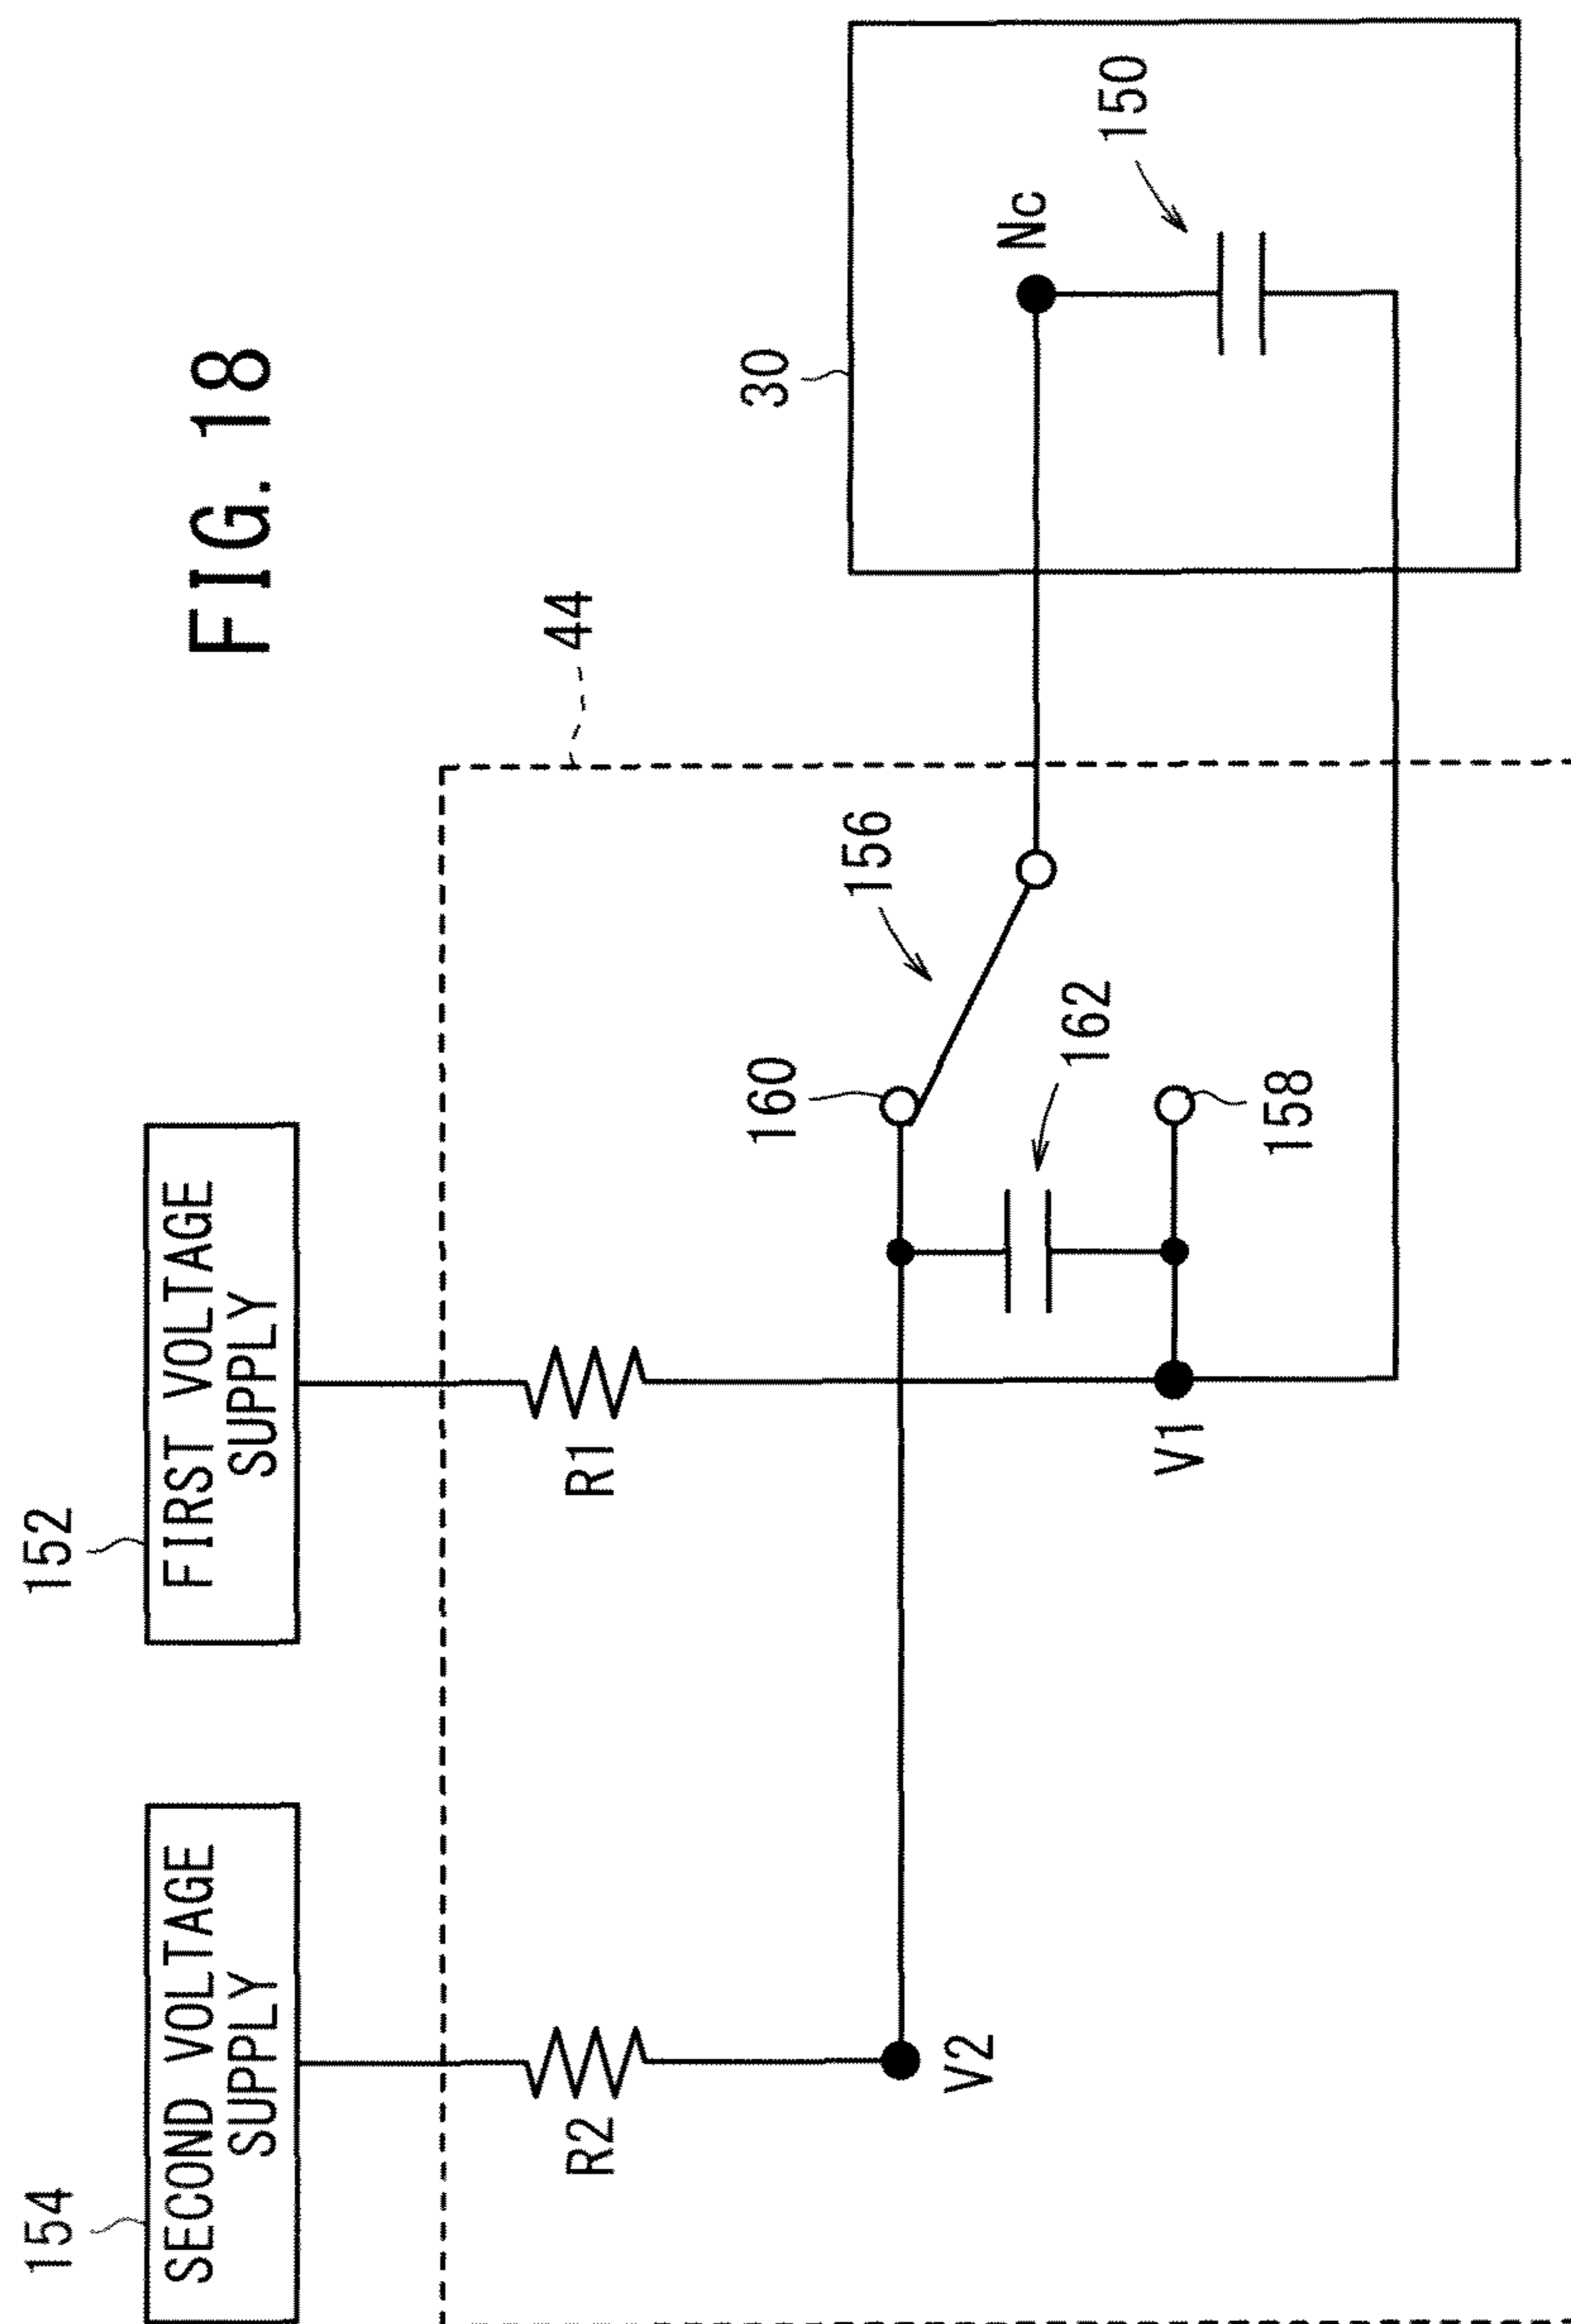 FIG. 18
154
152
SECOND VOLTAGE
SUPPLY
FIRST VOLTAGE
SUPPLY
44
R2
R1
30
160
156
V2
Nc
162
150
V1
158